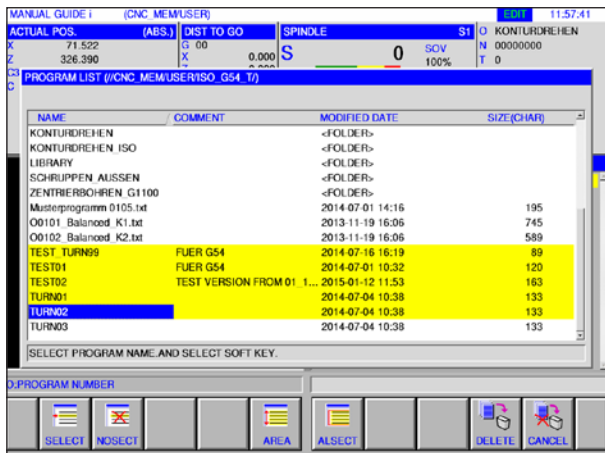 MANUAL GUIDE i (CNC_MEM/USER) EDIT 11:57:41
ACTUAL POS. (ABS.) DIST TO GO SPINDLE S1 O KONTURDREHEN
X 71.522 G 00 S 0 SOV N 00000000
Z 326.390 X 0.000 100% T 0
C3 PROGRAM LIST (//CNC_MEM/USER/ISO_G54_T/)
C
NAME COMMENT MODIFIED DATE SIZE(CHAR)
KONTURDREHEN <FOLDER>
KONTURDREHEN_ISO <FOLDER>
LIBRARY <FOLDER>
SCHRUPPEN_AUSSEN <FOLDER>
ZENTRIERBOHREN_G1100 <FOLDER>
Musterprogramm 0105.txt 2014-07-01 14:16 195
O0101_Balanced_K1.txt 2013-11-19 16:06 745
O0102_Balanced_K2.txt 2013-11-19 16:06 589
TEST_TURN99 FUER G54 2014-07-16 16:19 89
TEST01 FUER G54 2014-07-01 10:32 120
TEST02 TEST VERSION FROM 01_1... 2015-01-12 11:53 163
TURN01 2014-07-04 10:38 133
TURN02 2014-07-04 10:38 133
TURN03 2014-07-04 10:38 133
SELECT PROGRAM NAME.AND SELECT SOFT KEY.
O:PROGRAM NUMBER
SELECT NOSECT AREA ALSECT DELETE CANCEL